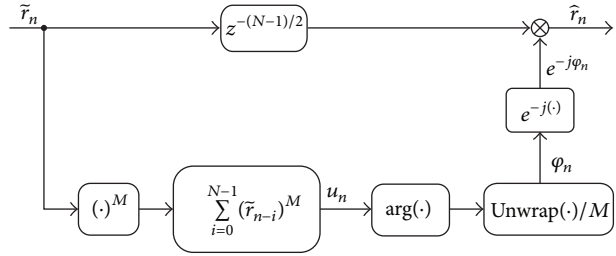 r̃ₙ
z^{−(N−1)/2}
r̂ₙ
e^{−jφₙ}
e^{−j(·)}
φₙ
(·)^M
∑_{i=0}^{N−1} (r̃_{n−i})^M
uₙ
arg(·)
Unwrap(·)/M